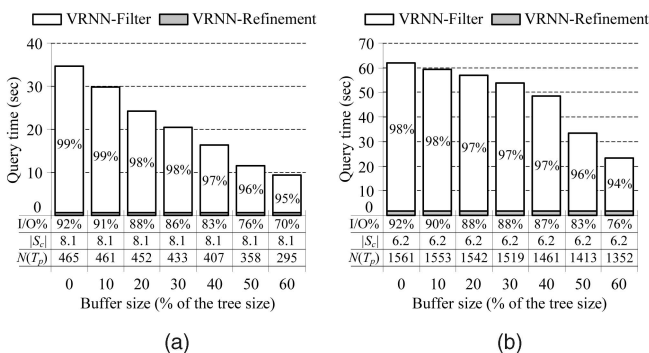 VRNN-Filter VRNN-Refinement
Query time (sec)
40
30
20
10
0
99% 99% 98% 98% 97% 96% 95%
I/O% 92% 91% 88% 86% 83% 76% 70%
|Sc| 8.1 8.1 8.1 8.1 8.1 8.1 8.1
N(Tp) 465 461 452 433 407 358 295
0 10 20 30 40 50 60
Buffer size (% of the tree size)
(a)
VRNN-Filter VRNN-Refinement
Query time (sec)
70
60
50
40
30
20
10
0
98% 98% 97% 97% 97% 96% 94%
I/O% 92% 90% 88% 88% 87% 83% 76%
|Sc| 6.2 6.2 6.2 6.2 6.2 6.2 6.2
N(Tp) 1561 1553 1542 1519 1461 1413 1352
0 10 20 30 40 50 60
Buffer size (% of the tree size)
(b)